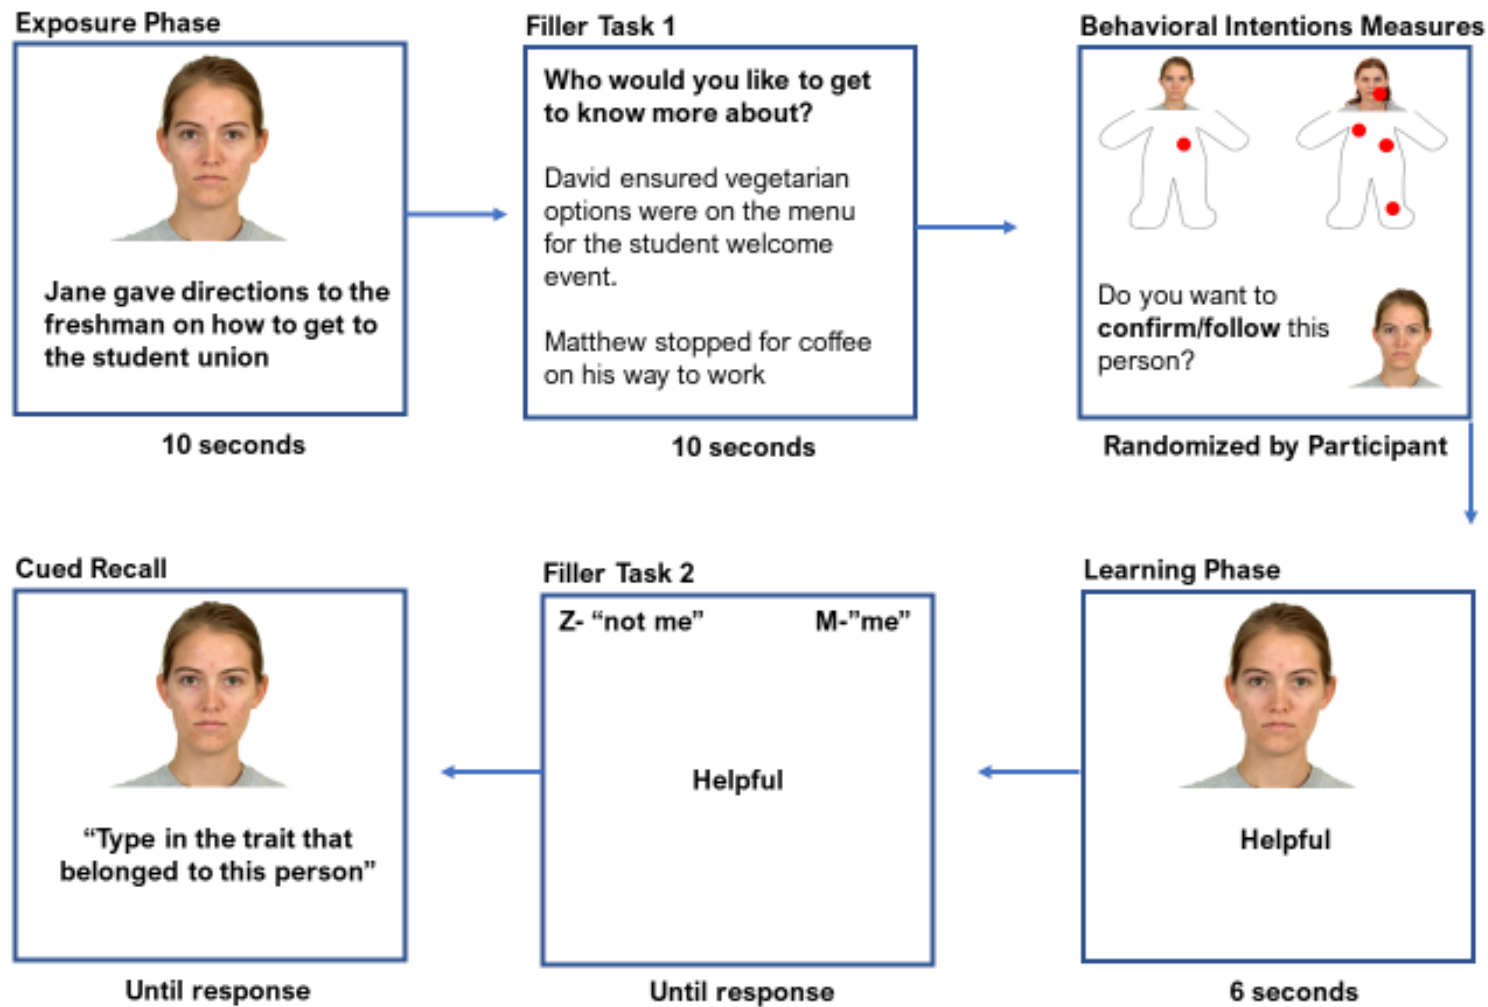 Exposure Phase
Jane gave directions to the
freshman on how to get to
the student union
10 seconds
Filler Task 1
Who would you like to get
to know more about?
David ensured vegetarian
options were on the menu
for the student welcome
event.
Matthew stopped for coffee
on his way to work
10 seconds
Behavioral Intentions Measures
Do you want to
confirm/follow this
person?
Randomized by Participant
Learning Phase
Helpful
6 seconds
Filler Task 2
Z- “not me” M-”me”
Helpful
Until response
Cued Recall
“Type in the trait that
belonged to this person”
Until response